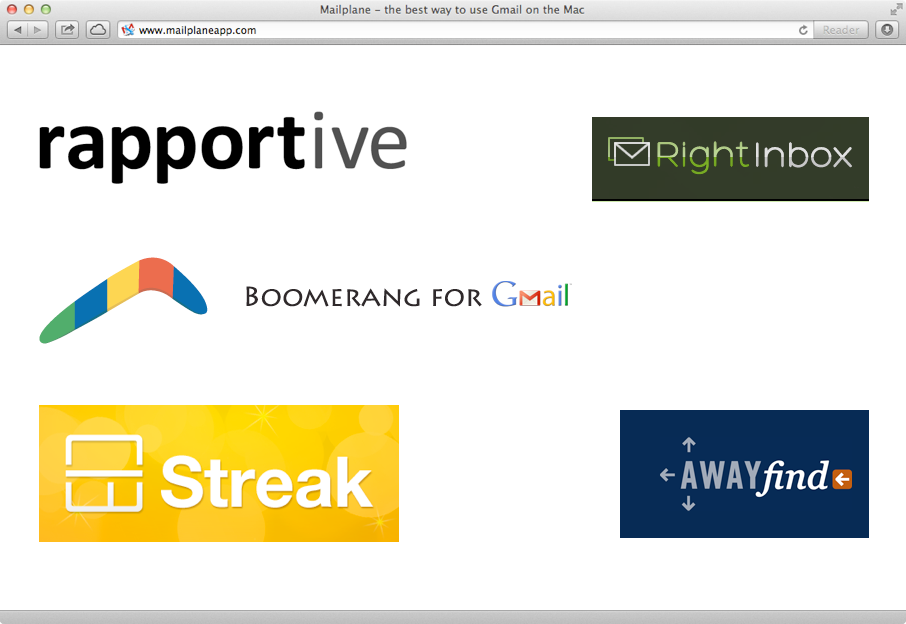 Mailplane – the best way to use Gmail on the Mac
www.mailplaneapp.com
Reader
rapportive
RightInbox
BOOMERANG FOR Gmail
Streak
AWAYfind